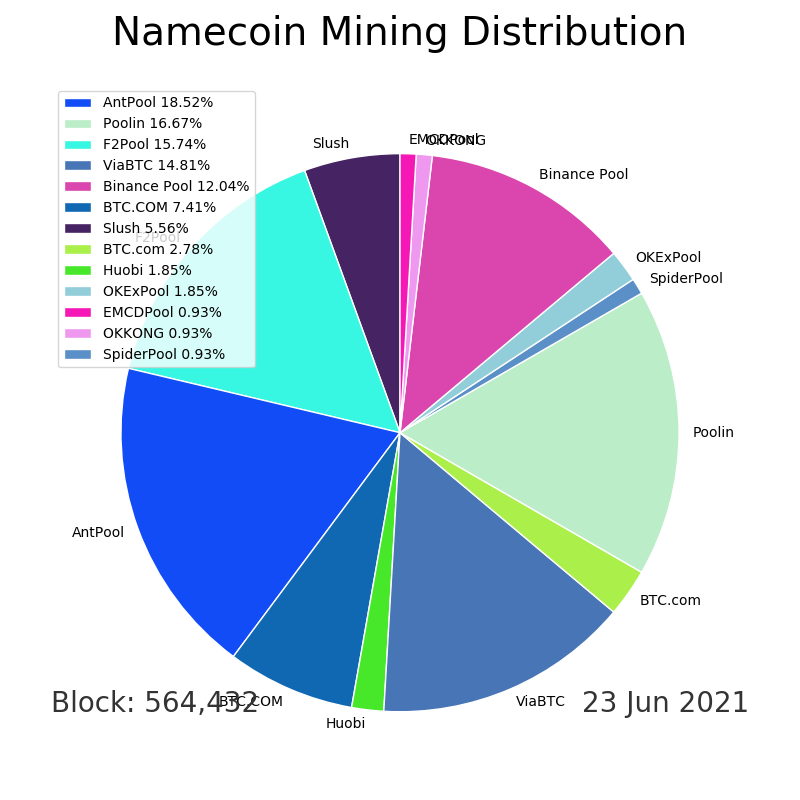 Namecoin Mining Distribution
AntPool 18.52%
Poolin 16.67%
F2Pool 15.74%
ViaBTC 14.81%
Binance Pool 12.04%
BTC.COM 7.41%
Slush 5.56%
BTC.com 2.78%
Huobi 1.85%
OKExPool 1.85%
EMCDPool 0.93%
OKKONG 0.93%
SpiderPool 0.93%
Slush
EMCDPool
OKKONG
Binance Pool
F2Pool
OKExPool
SpiderPool
Poolin
AntPool
BTC.com
BTC.COM
ViaBTC
Huobi
Block: 564,432
23 Jun 2021